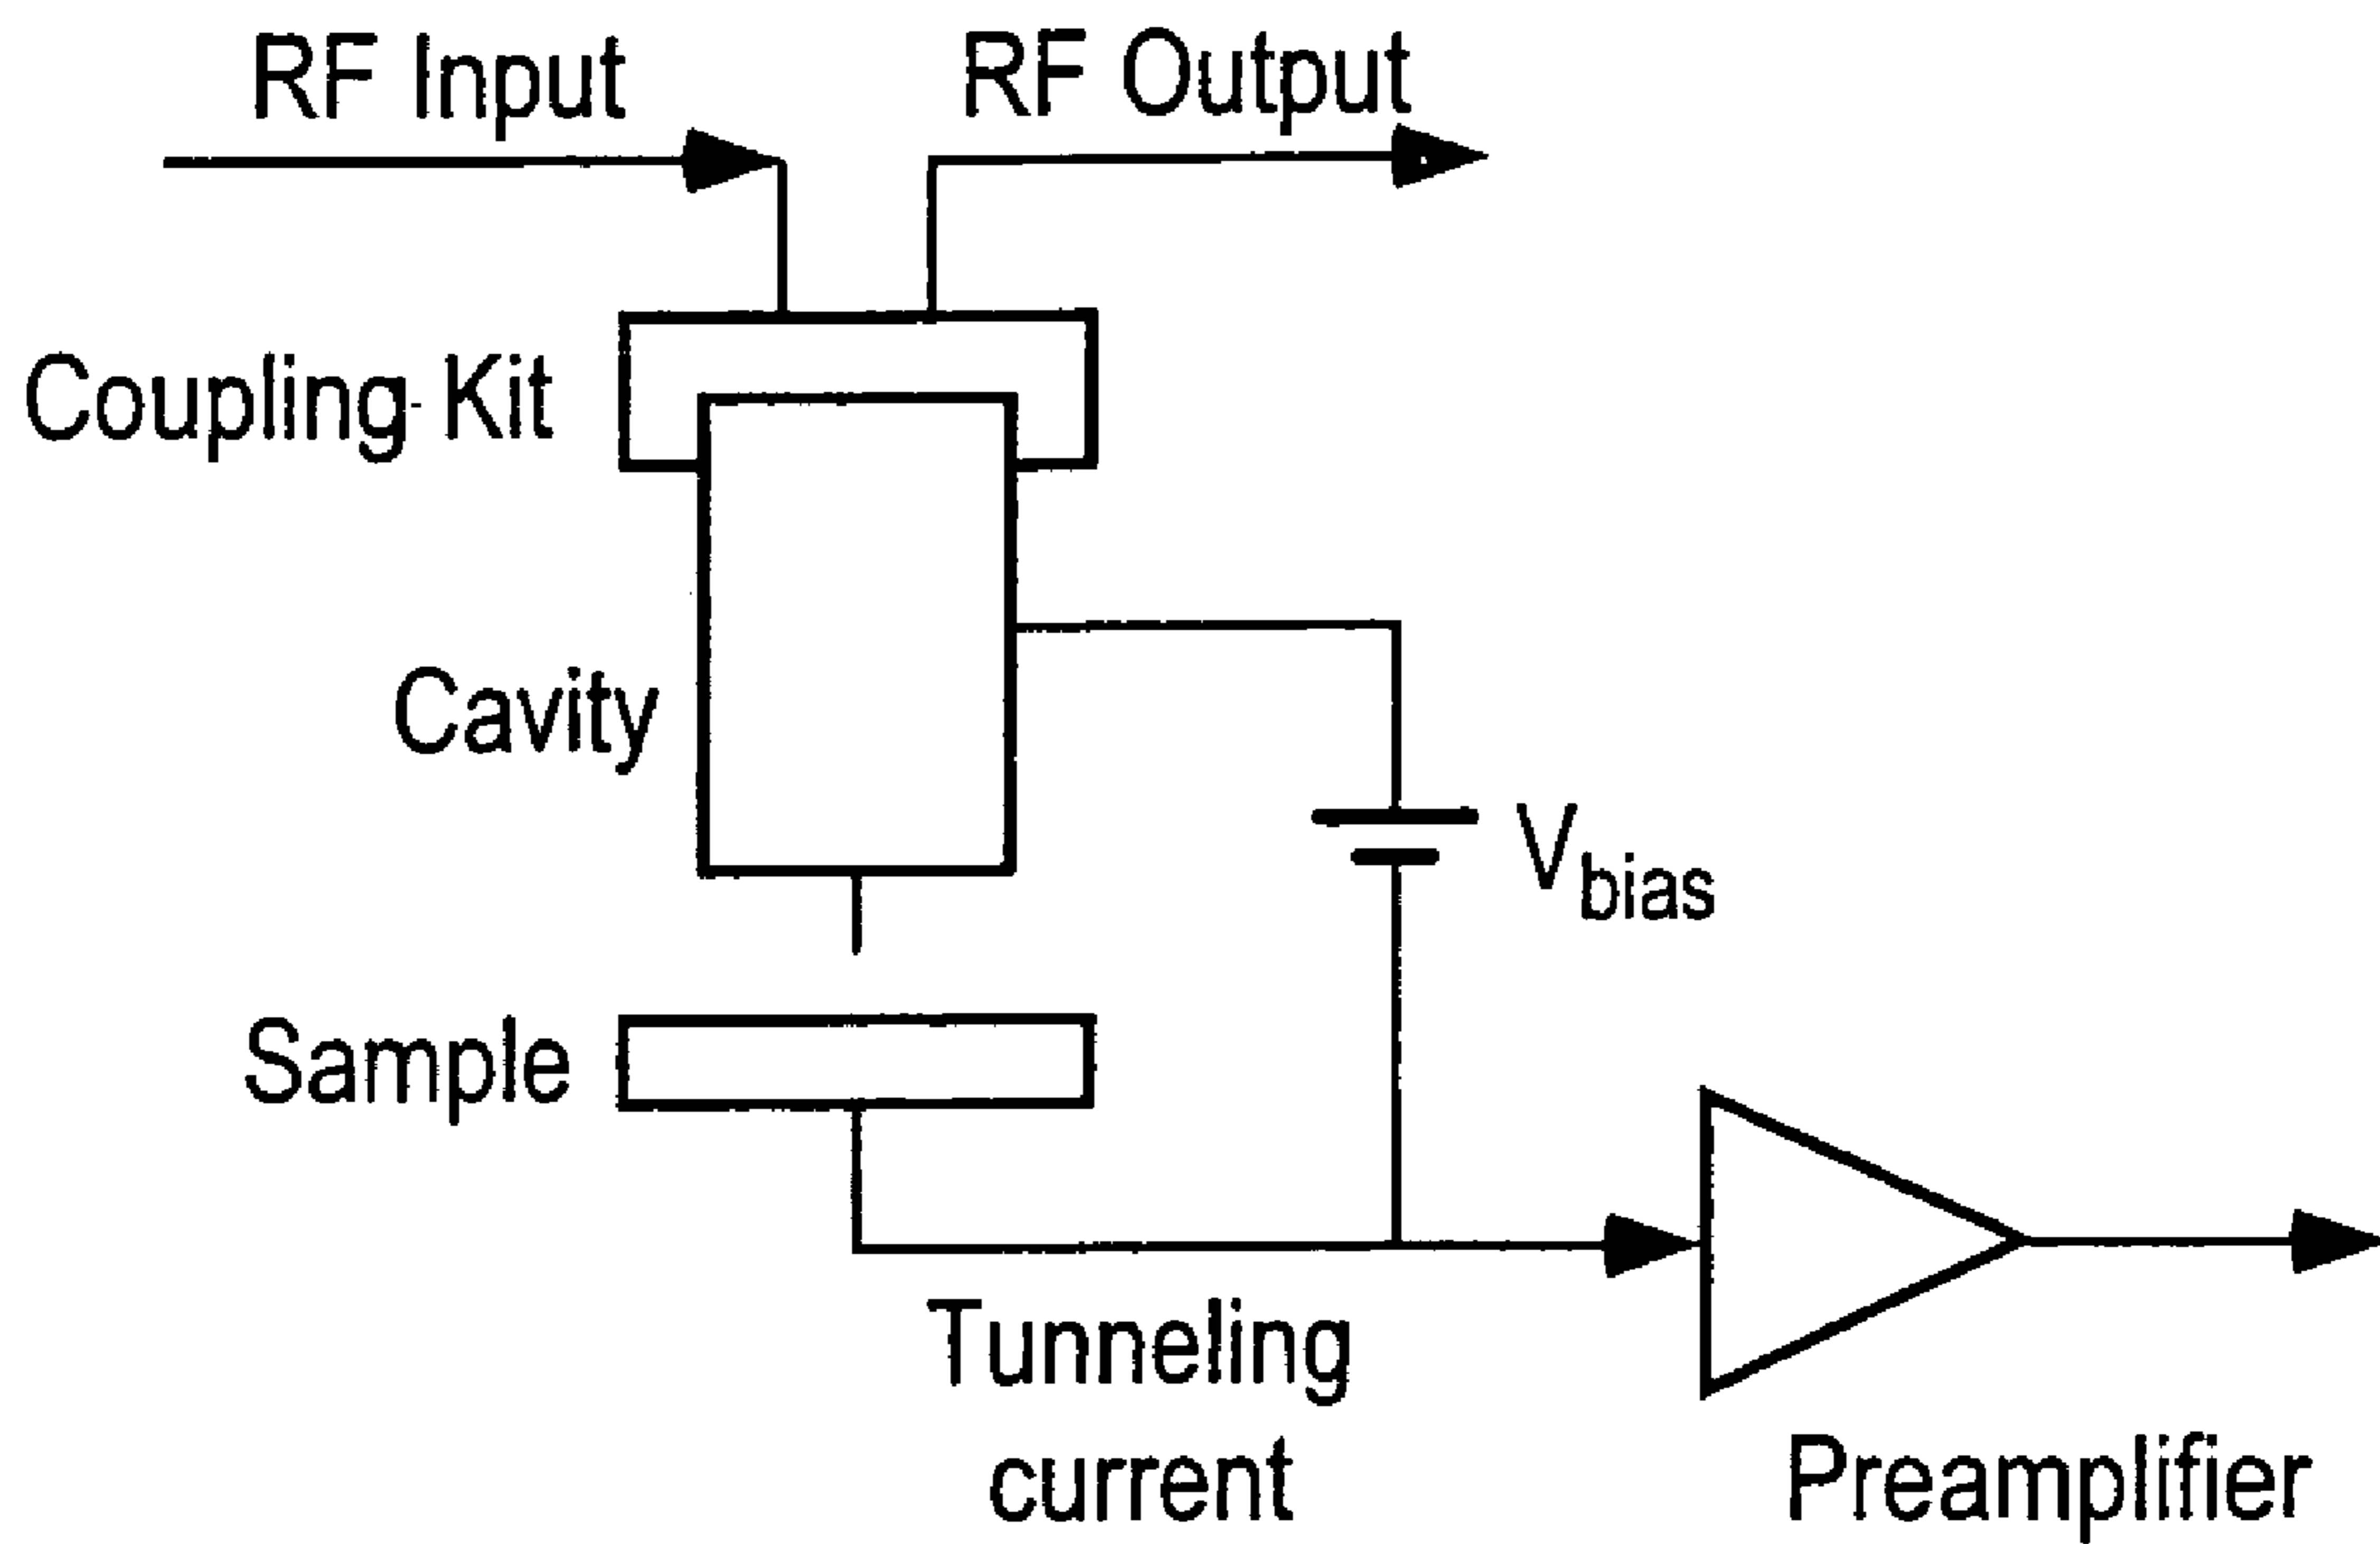 RF Input
RF Output
Coupling Kit
Cavity
Vbias
Sample
Tunneling
current
Preamplifier